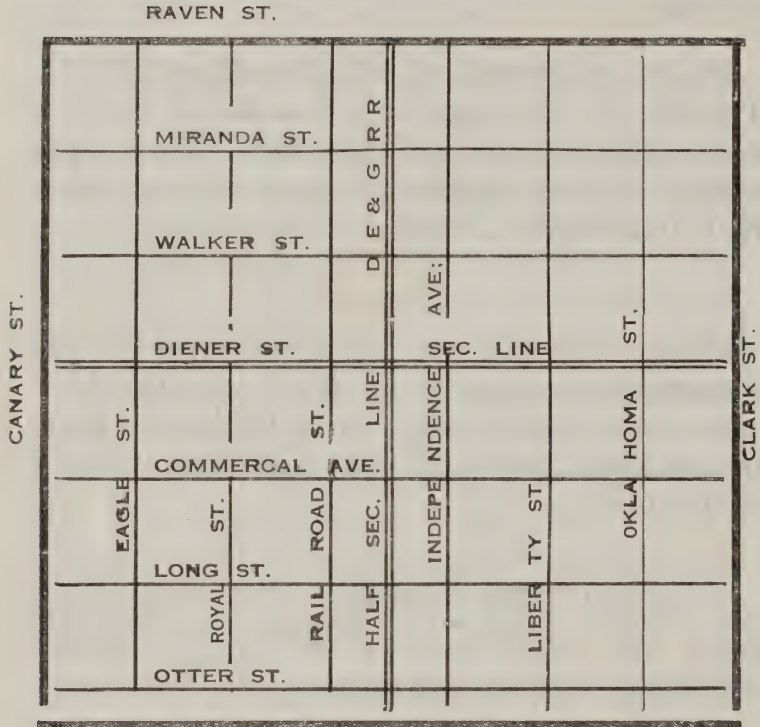 RAVEN ST.
MIRANDA ST.
D E & G R R
WALKER ST.
CANARY ST.
DIENER ST.
SEC. LINE
INDEPE NDENCE AVE:
OKLA HOMA ST,
CLARK ST.
EAGLE ST.
COMMERCAL AVE.
ROYAL ST.
RAIL ROAD ST.
HALF SEC. LINE
LIBER TY ST
LONG ST.
OTTER ST.